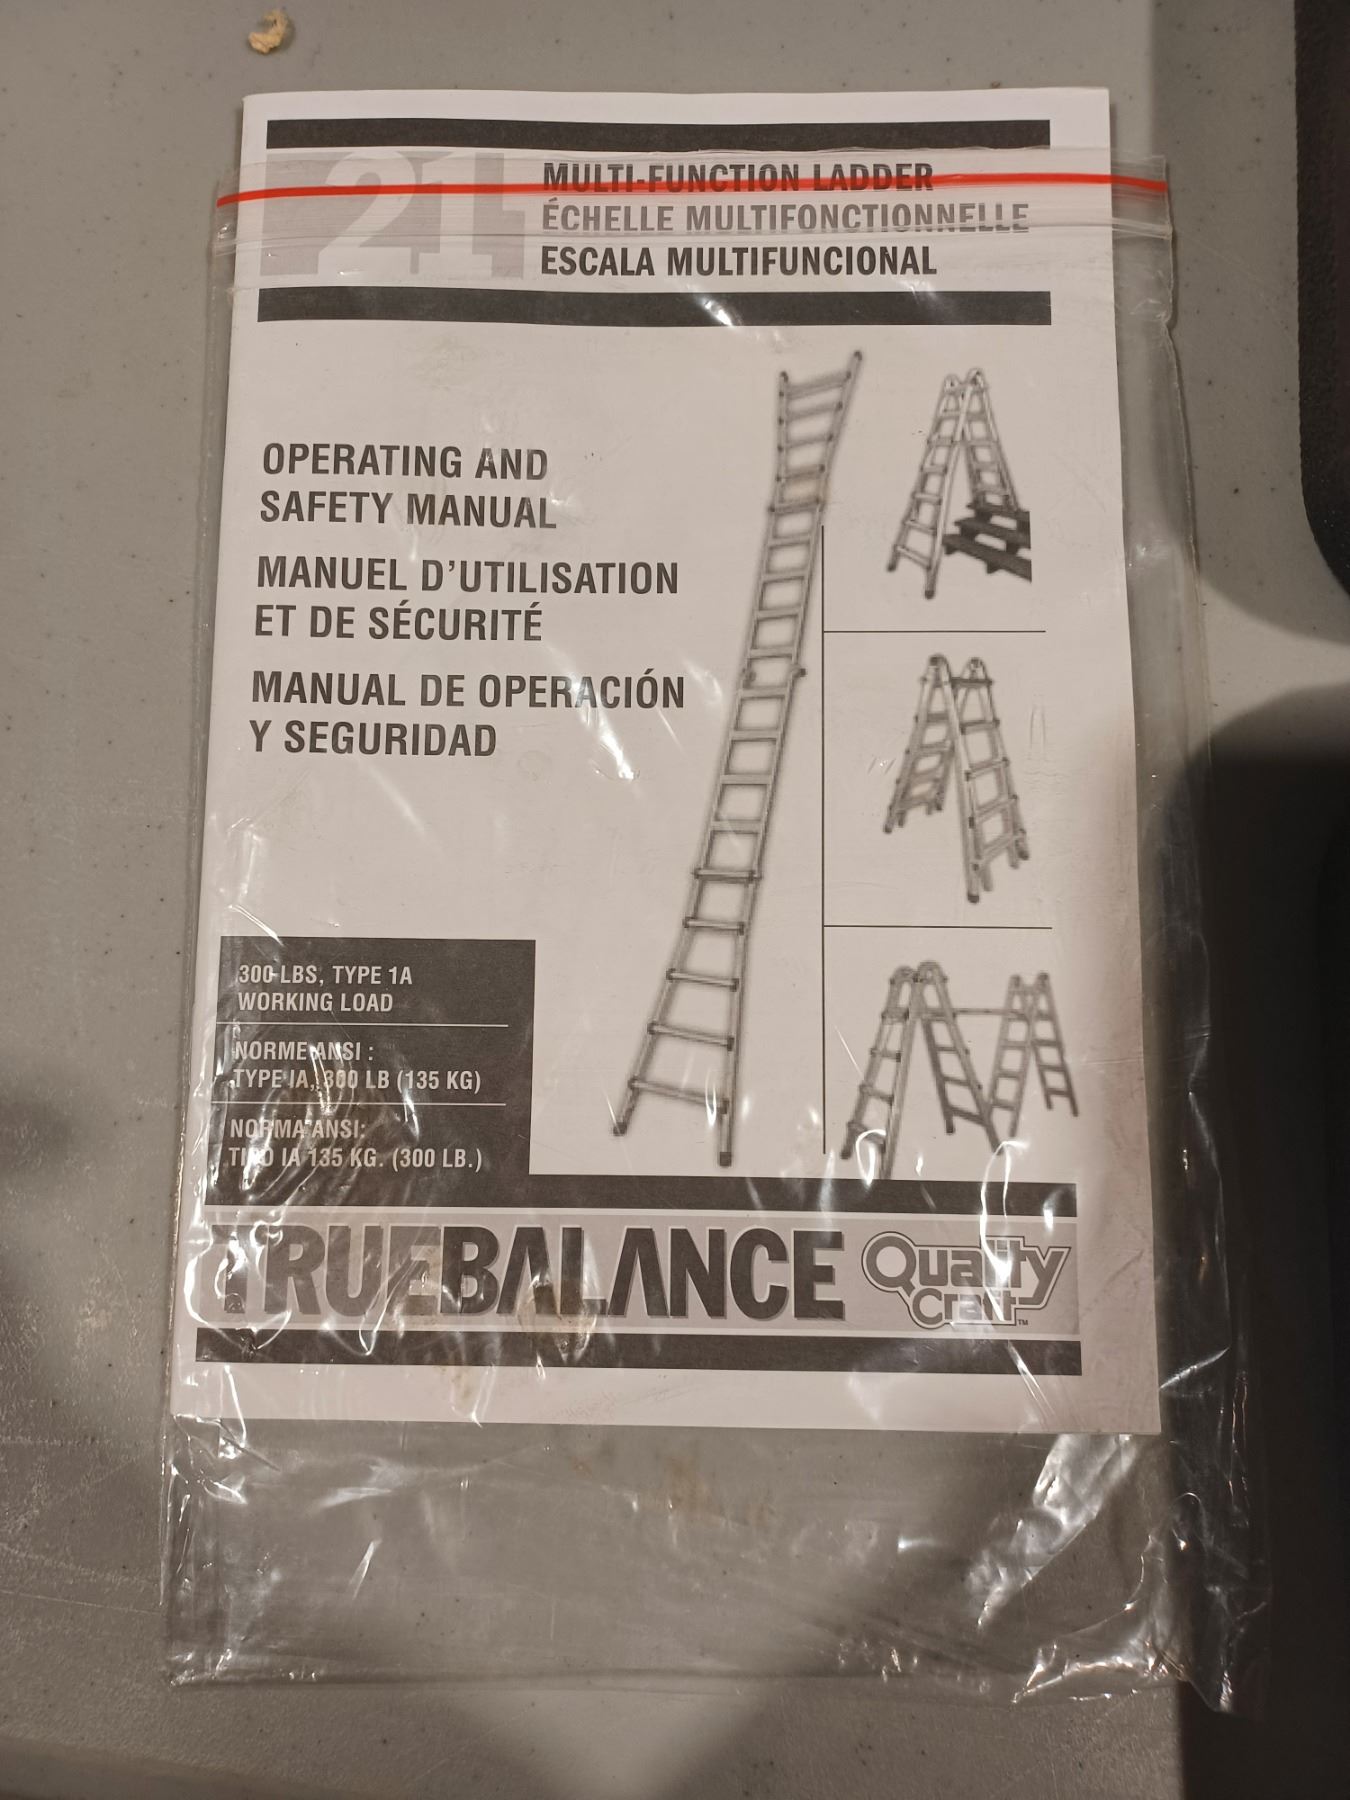 21
MULTI-FUNCTION LADDER
ÉCHELLE MULTIFONCTIONNELLE
ESCALA MULTIFUNCIONAL
OPERATING AND
SAFETY MANUAL
MANUEL D'UTILISATION
ET DE SÉCURITÉ
MANUAL DE OPERACIÓN
Y SEGURIDAD
300-LBS, TYPE 1A
WORKING LOAD
NORME ANSI :
TYPE IA, 300 LB (135 KG)
NORMA ANSI:
TIPO IA 135 KG. (300 LB.)
TRUEBALANCE
Quality
Craft™